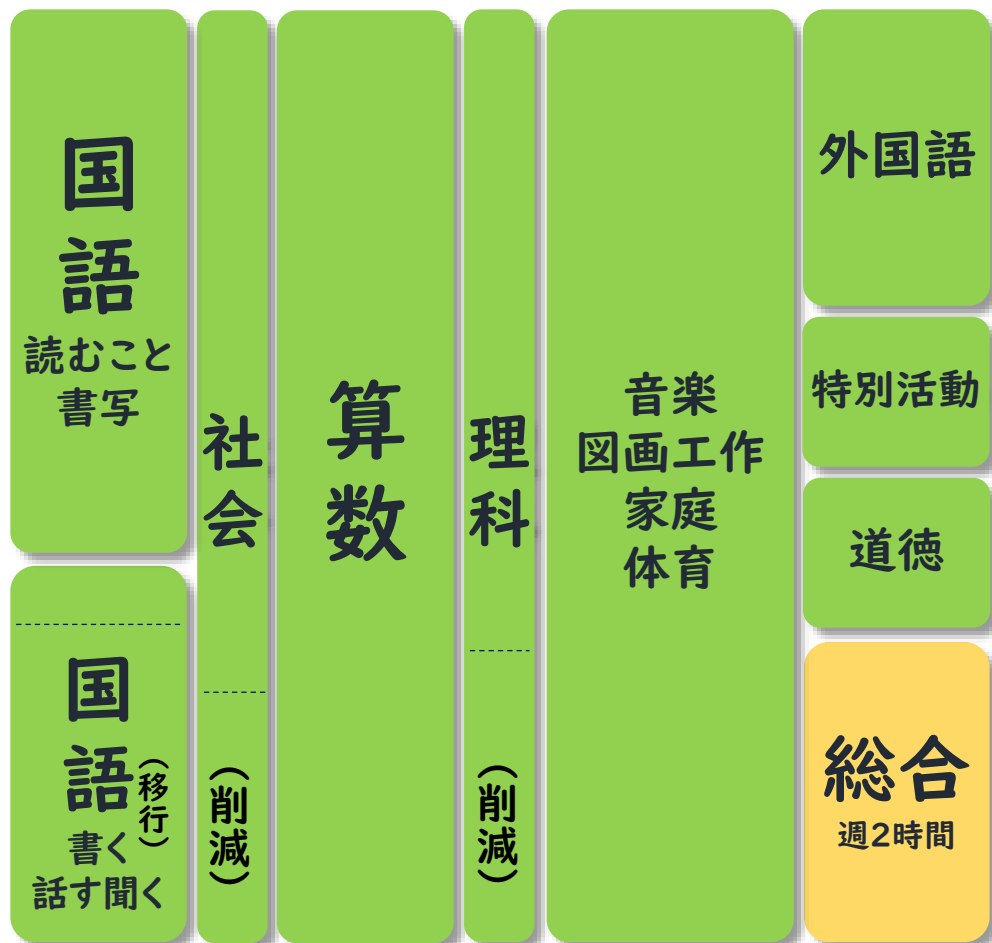 国語
読むこと
書写
国語
(移行)
書く
話す聞く
社会
(削減)
算数
理科
(削減)
音楽
図画工作
家庭
体育
外国語
特別活動
道徳
総合
週2時間